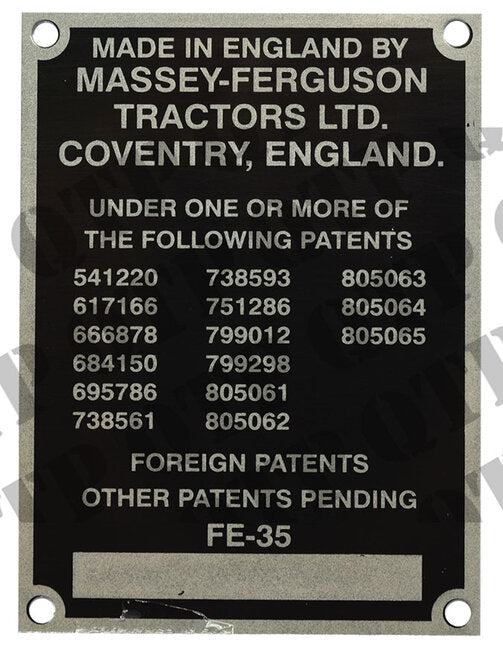 MADE IN ENGLAND BY
MASSEY-FERGUSON
TRACTORS LTD.
COVENTRY, ENGLAND.
UNDER ONE OR MORE OF
THE FOLLOWING PATENTS
541220 738593 805063
617166 751286 805064
666878 799012 805065
684150 799298
695786 805061
738561 805062
FOREIGN PATENTS
OTHER PATENTS PENDING
FE-35